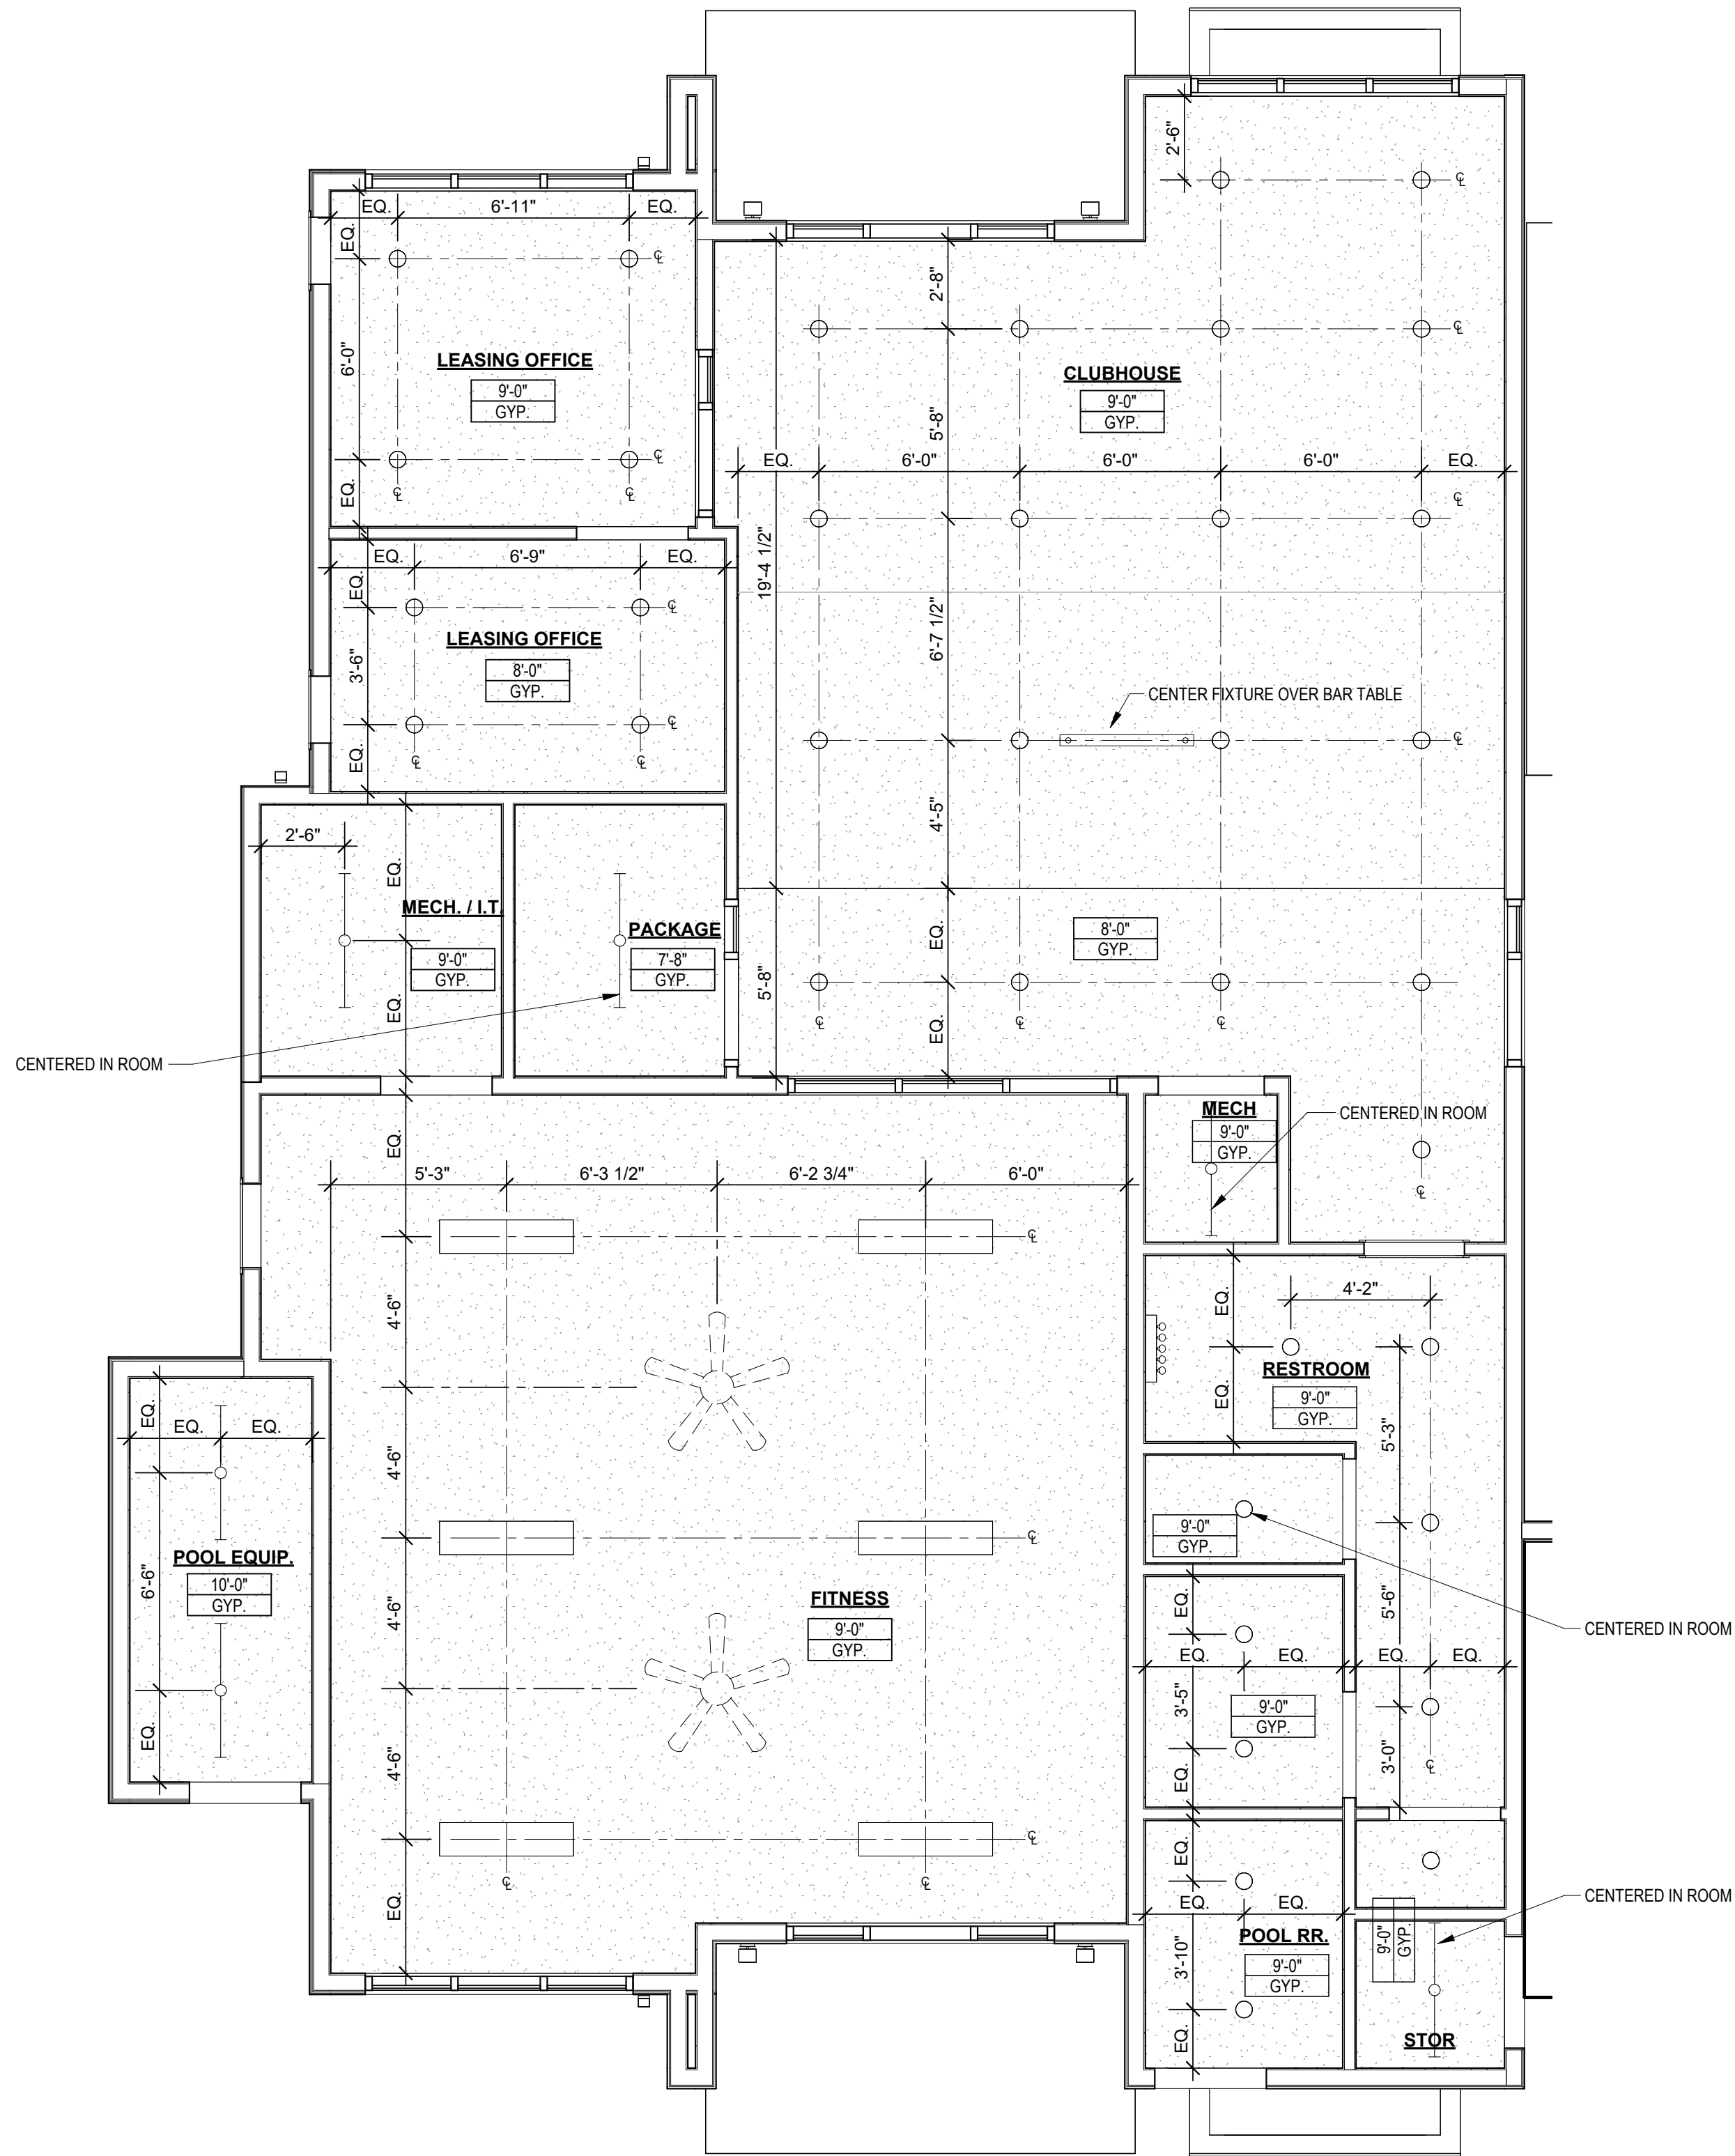 2'-6"
EQ.
6'-11"
EQ.
EQ.
℄
2'-8"
℄
℄
6'-0"
LEASING OFFICE
9'-0"
GYP.
CLUBHOUSE
9'-0"
GYP.
5'-8"
℄
EQ.
6'-0"
6'-0"
6'-0"
EQ.
EQ.
℄
℄
℄
19'-4 1/2"
EQ.
6'-9"
EQ.
EQ.
℄
LEASING OFFICE
8'-0"
GYP.
3'-6"
6'-7 1/2"
CENTER FIXTURE OVER BAR TABLE
℄
℄
EQ.
℄
℄
2'-6"
4'-5"
EQ.
MECH. / I.T.
9'-0"
GYP.
PACKAGE
7'-8"
GYP.
8'-0"
GYP.
EQ.
5'-8"
EQ.
EQ.
℄
℄
℄
CENTERED IN ROOM
MECH
9'-0"
GYP.
CENTERED IN ROOM
EQ.
5'-3"
6'-3 1/2"
6'-2 3/4"
6'-0"
℄
℄
4'-6"
EQ.
4'-2"
RESTROOM
9'-0"
GYP.
EQ.
5'-3"
EQ.
EQ.
EQ.
4'-6"
℄
9'-0"
GYP.
POOL EQUIP.
10'-0"
GYP.
6'-6"
FITNESS
9'-0"
GYP.
4'-6"
EQ.
5'-6"
CENTERED IN ROOM
EQ.
EQ.
EQ.
EQ.
9'-0"
GYP.
3'-5"
EQ.
4'-6"
EQ.
3'-0"
℄
℄
EQ.
℄
℄
EQ.
EQ.
EQ.
CENTERED IN ROOM
POOL RR.
9'-0"
GYP.
9'-0"
GYP.
3'-10"
EQ.
STOR